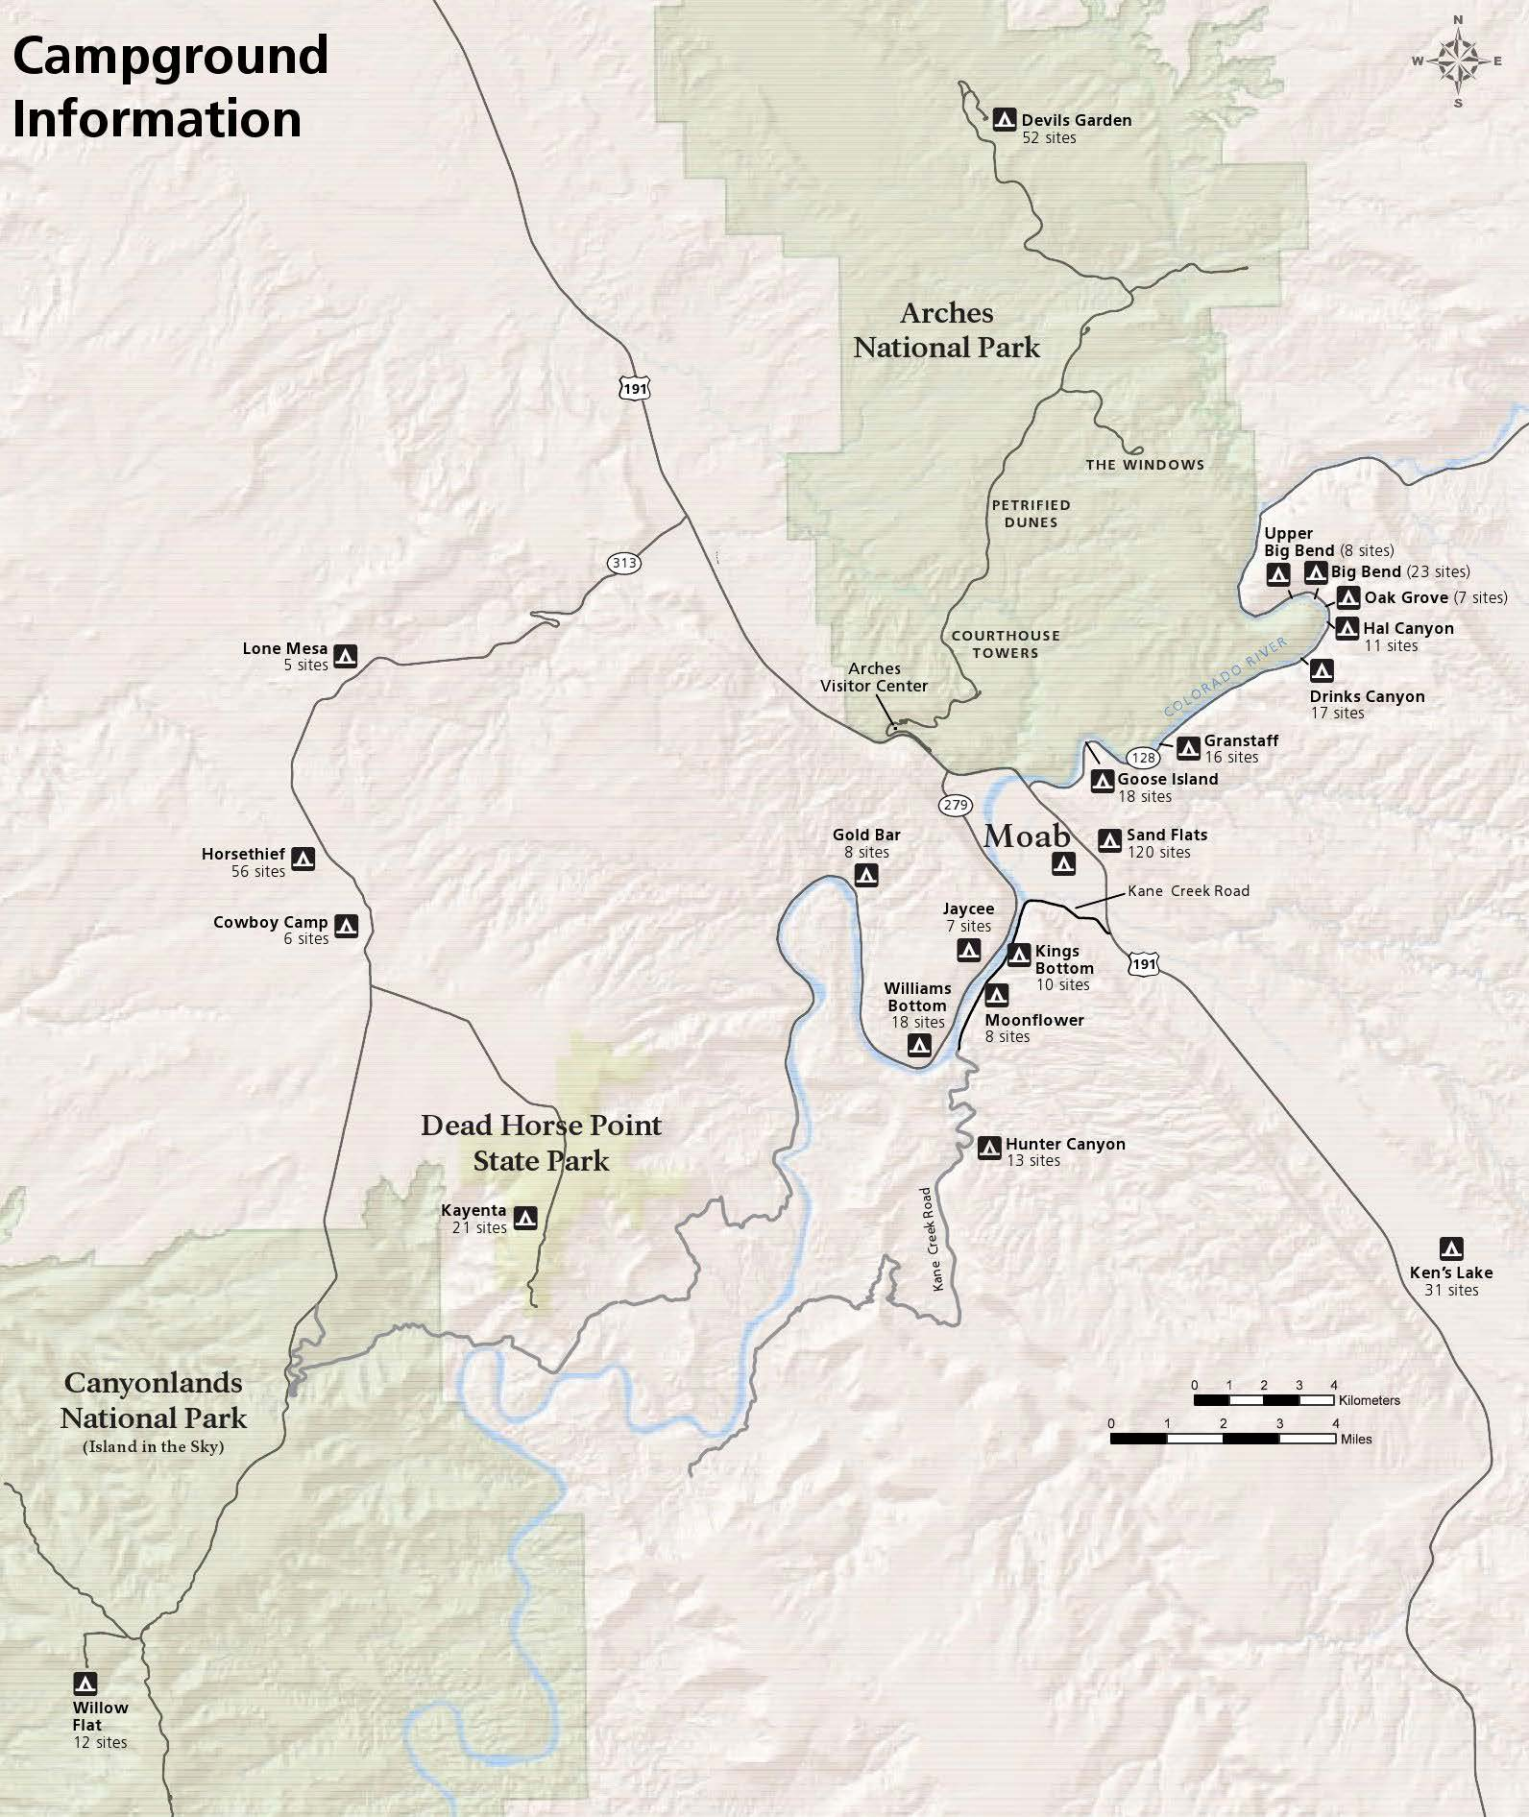 Campground
Information
N
W
E
S
Devils Garden
52 sites
Arches
National Park
191
THE WINDOWS
PETRIFIED
DUNES
313
Upper
Big Bend (8 sites)
Big Bend (23 sites)
Oak Grove (7 sites)
Hal Canyon
11 sites
COURTHOUSE
TOWERS
COLORADO RIVER
Lone Mesa
5 sites
Arches
Visitor Center
Drinks Canyon
17 sites
Granstaff
16 sites
128
Goose Island
18 sites
279
Moab
Gold Bar
8 sites
Sand Flats
120 sites
Horsethief
56 sites
Kane Creek Road
Jaycee
7 sites
Cowboy Camp
6 sites
Kings
Bottom
10 sites
191
Williams
Bottom
18 sites
Moonflower
8 sites
Dead Horse Point
State Park
Hunter Canyon
13 sites
Kayenta
21 sites
Kane Creek Road
Ken's Lake
31 sites
Canyonlands
National Park
(Island in the Sky)
0 1 2 3 4
Kilometers
0 1 2 3 4
Miles
Willow
Flat
12 sites